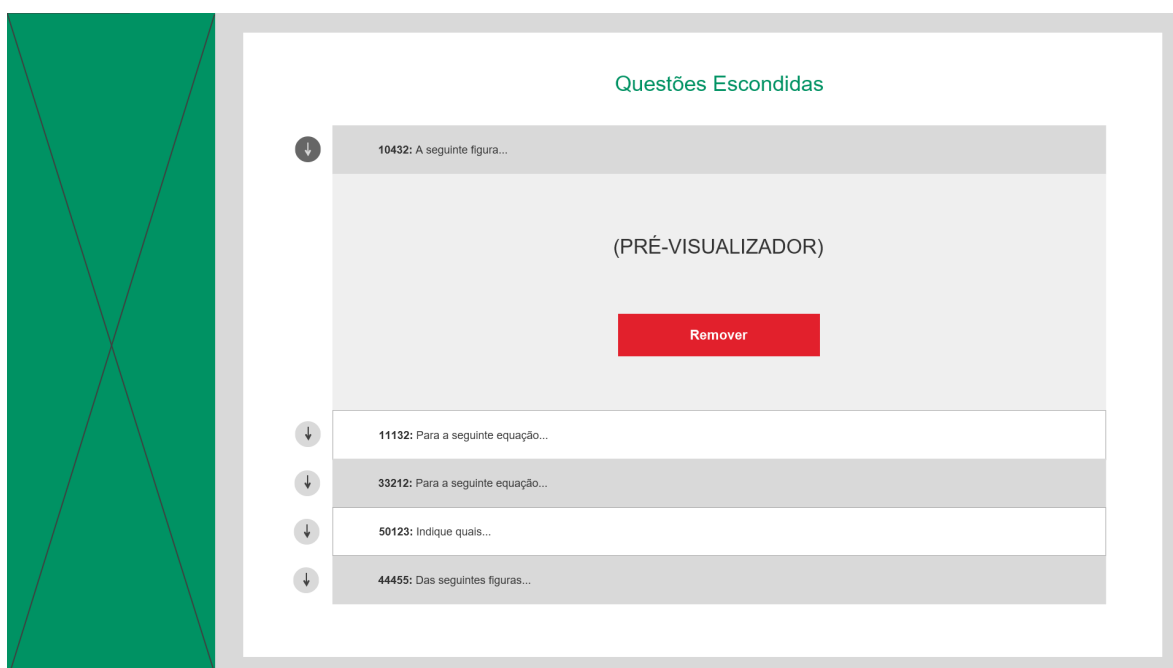 Questões Escondidas
10432: A seguinte figura...
(PRÉ-VISUALIZADOR)
Remover
11132: Para a seguinte equação...
33212: Para a seguinte equação...
50123: Indique quais...
44455: Das seguintes figuras...